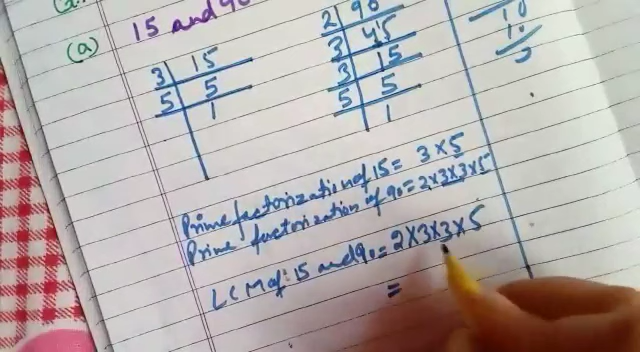 (a) 15 and 90
3 | 15
5 | 5
1
2 | 90
3 | 45
3 | 15
5 | 5
1
10
10
Prime factorization of 15 = 3×5
Prime factorization of 90 = 2×3×3×5
LCM of 15 and 90 = 2×3×3×5
=